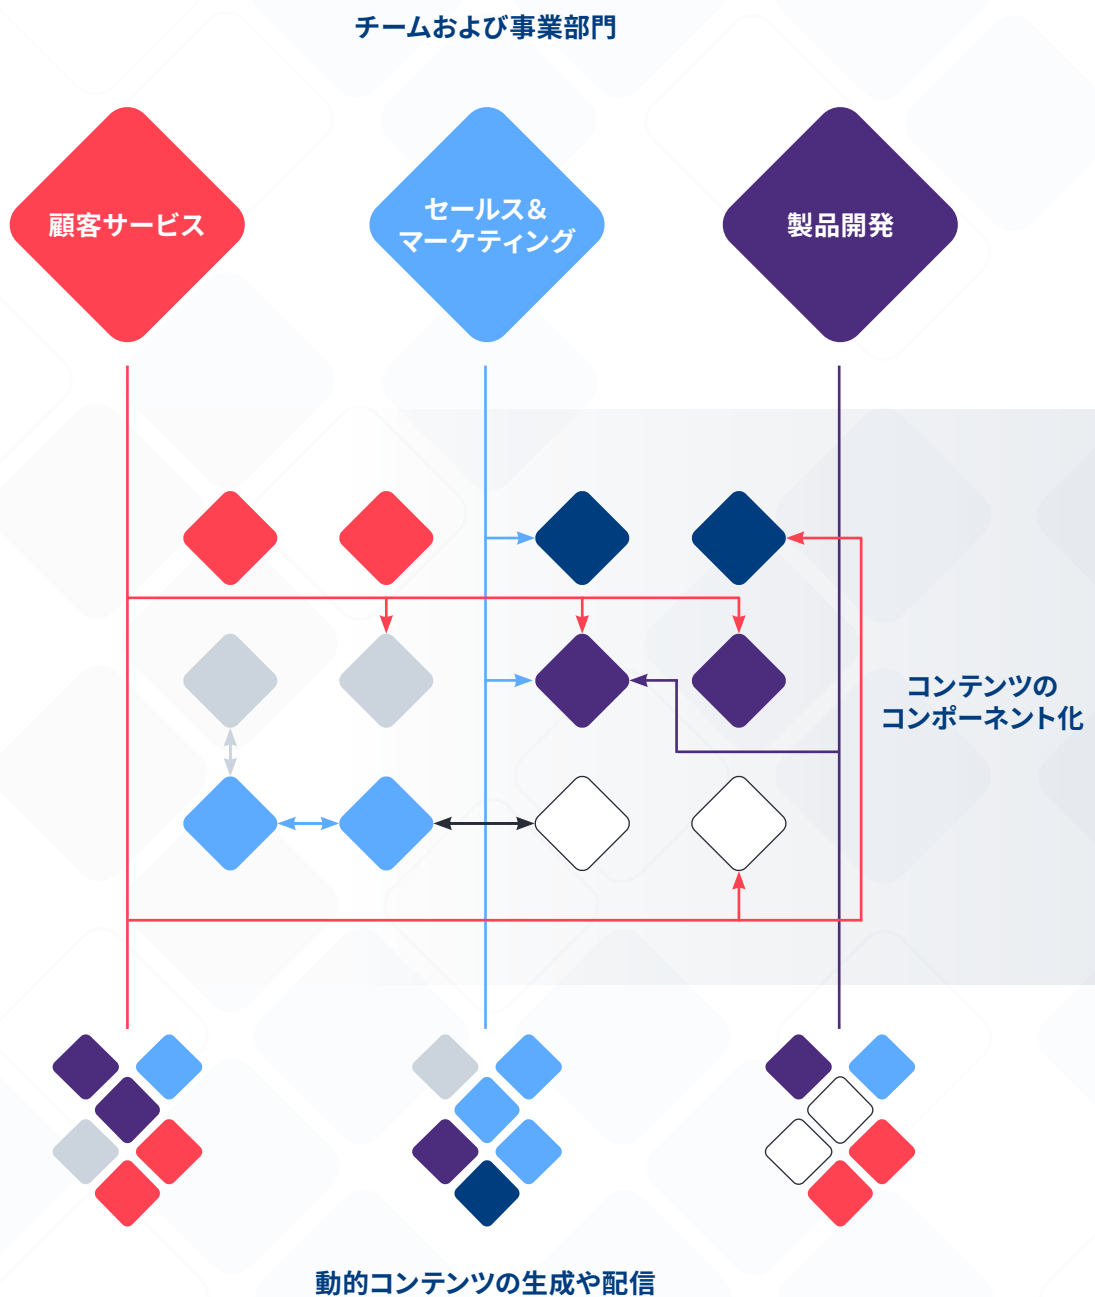 チームおよび事業部門
顧客サービス
セールス&
マーケティング
製品開発
コンテンツの
コンポーネント化
動的コンテンツの生成や配信